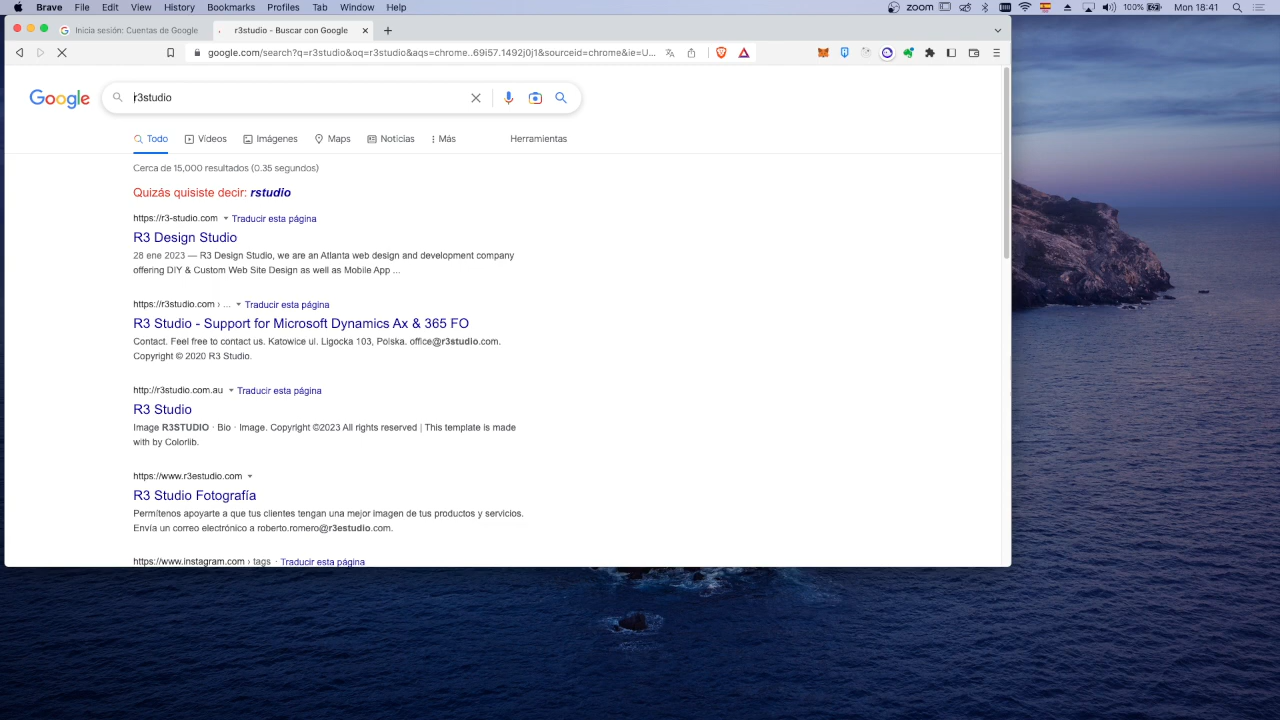 Brave File Edit View History Bookmarks Profiles Tab Window Help zoom 100% Mon 18:41
Inicia sesión: Cuentas de Google r3studio - Buscar con Google
google.com/search?q=r3studio&oq=r3studio&aqs=chrome..69i57.1492j0j1&sourceid=chrome&ie=U...
Google r3studio
Todo Vídeos Imágenes Maps Noticias Más Herramientas
Cerca de 15,000 resultados (0.35 segundos)
Quizás quisiste decir: rstudio
https://r3-studio.com Traducir esta página
R3 Design Studio
28 ene 2023 — R3 Design Studio, we are an Atlanta web design and development company
offering DIY & Custom Web Site Design as well as Mobile App ...
https://r3studio.com › ... Traducir esta página
R3 Studio - Support for Microsoft Dynamics Ax & 365 FO
Contact. Feel free to contact us. Katowice ul. Ligocka 103, Polska. office@r3studio.com.
Copyright © 2020 R3 Studio.
http://r3studio.com.au Traducir esta página
R3 Studio
Image R3STUDIO · Bio · Image. Copyright ©2023 All rights reserved | This template is made
with by Colorlib.
https://www.r3estudio.com
R3 Studio Fotografía
Permítenos apoyarte a que tus clientes tengan una mejor imagen de tus productos y servicios.
Envía un correo electrónico a roberto.romero@r3estudio.com.
https://www.instagram.com › tags · Traducir esta página